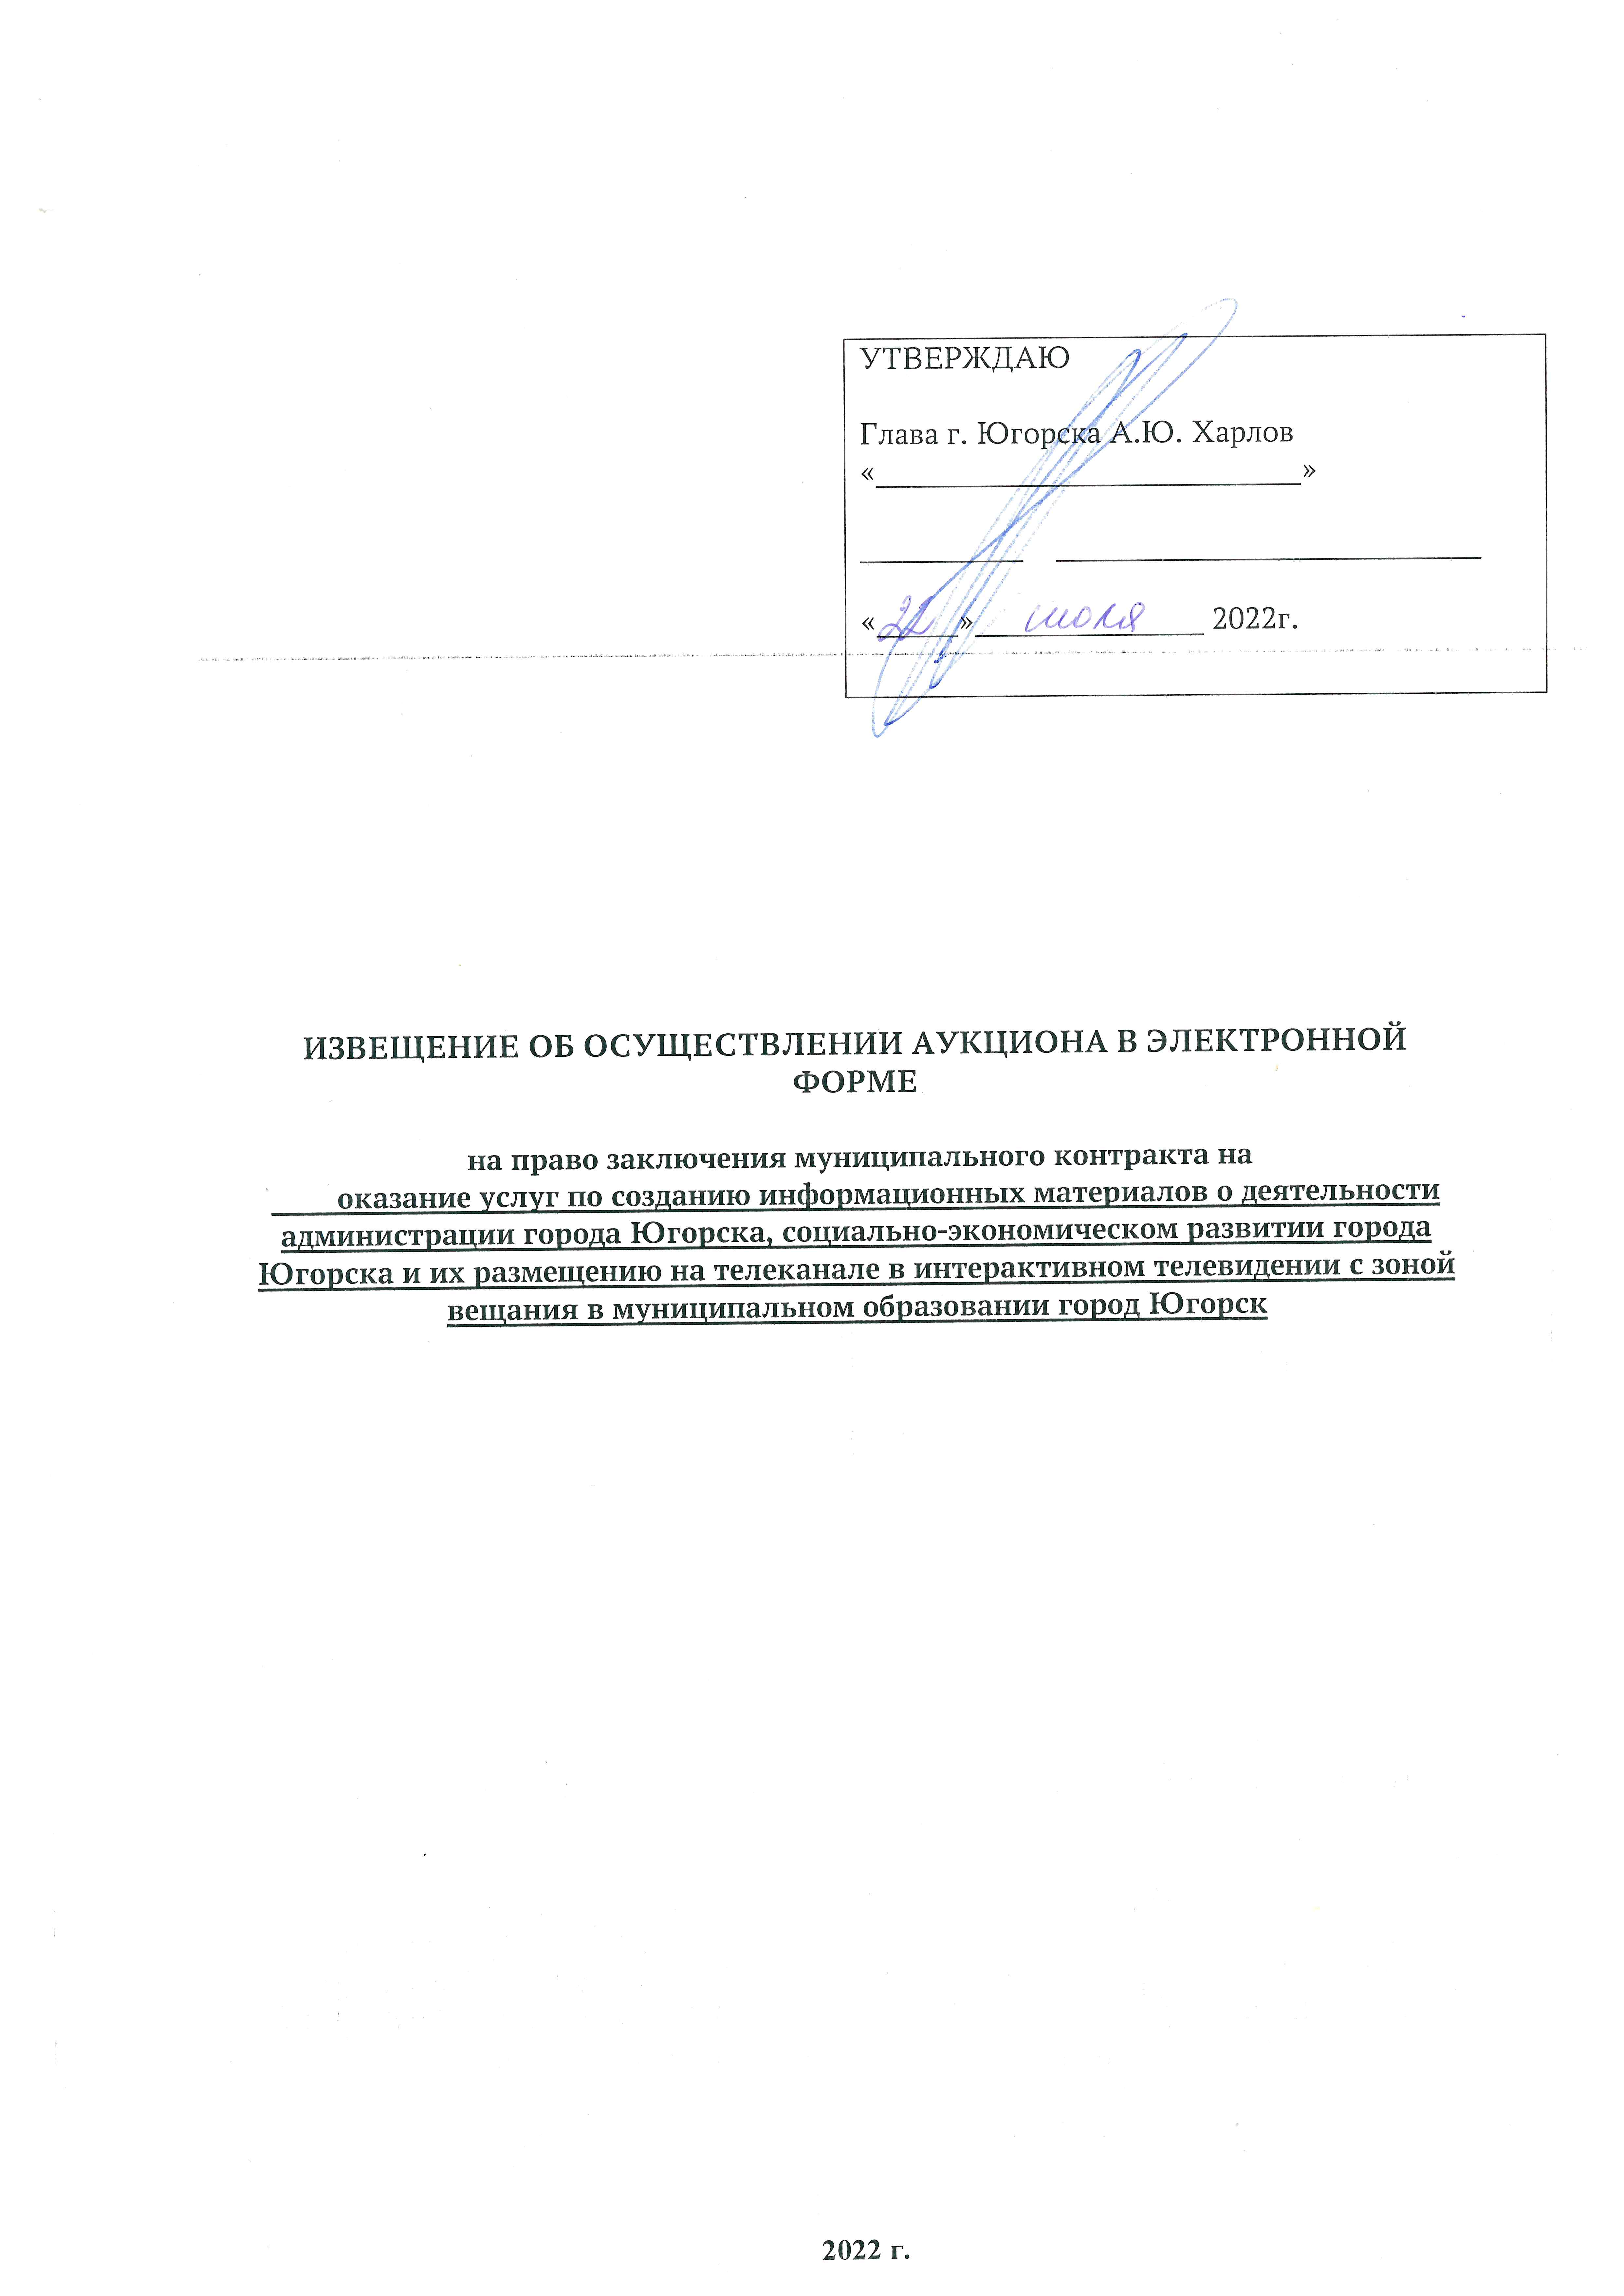 УТВЕРЖДАЮ
Глава г. Югорска А.Ю. Харлов
«__________________________»
__________ __________________________
«22» июля 2022г.
ИЗВЕЩЕНИЕ ОБ ОСУЩЕСТВЛЕНИИ АУКЦИОНА В ЭЛЕКТРОННОЙ
ФОРМЕ
на право заключения муниципального контракта на
оказание услуг по созданию информационных материалов о деятельности
администрации города Югорска, социально-экономическом развитии города
Югорска и их размещению на телеканале в интерактивном телевидении с зоной
вещания в муниципальном образовании город Югорск
2022 г.